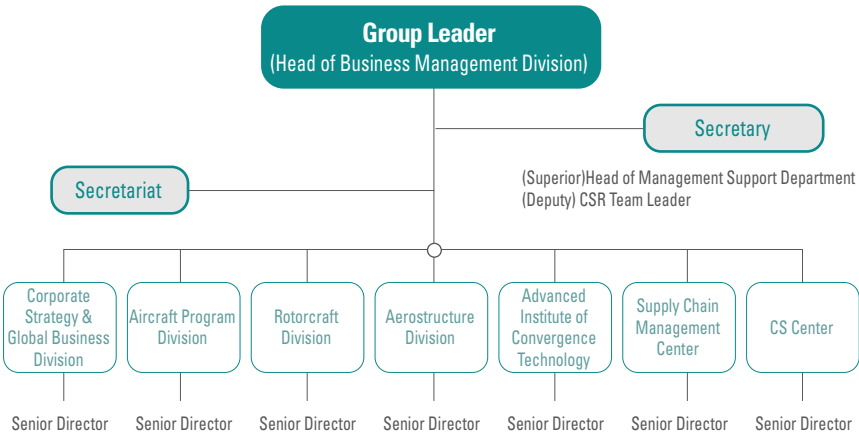 Group Leader
(Head of Business Management Division)
Secretary
(Superior)Head of Management Support Department
(Deputy) CSR Team Leader
Secretariat
Corporate
Strategy &
Global Business
Division
Aircraft Program
Division
Rotorcraft
Division
Aerostructure
Division
Advanced
Institute of
Convergence
Technology
Supply Chain
Management
Center
CS Center
Senior Director
Senior Director
Senior Director
Senior Director
Senior Director
Senior Director
Senior Director